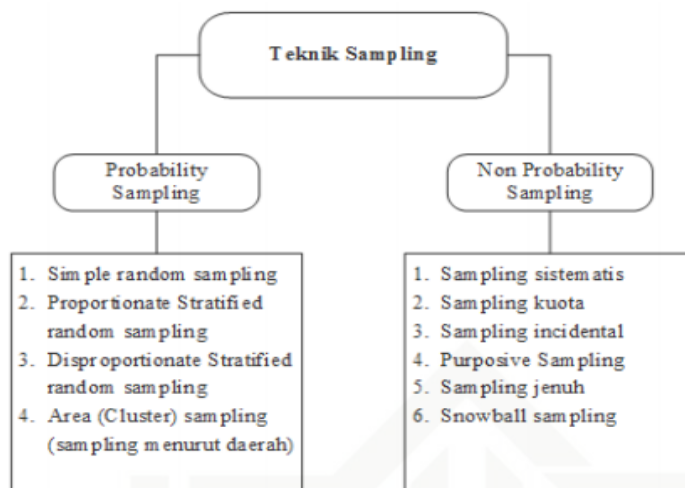 Teknik Sampling
Probability
Sampling
1. Simple random sampling
2. Proportionate Stratified
random sampling
3. Disproportionate Stratified
random sampling
4. Area (Cluster) sampling
(sampling menurut daerah)
Non Probability
Sampling
1. Sampling sistematis
2. Sampling kuota
3. Sampling incidental
4. Purposive Sampling
5. Sampling jenuh
6. Snowball sampling